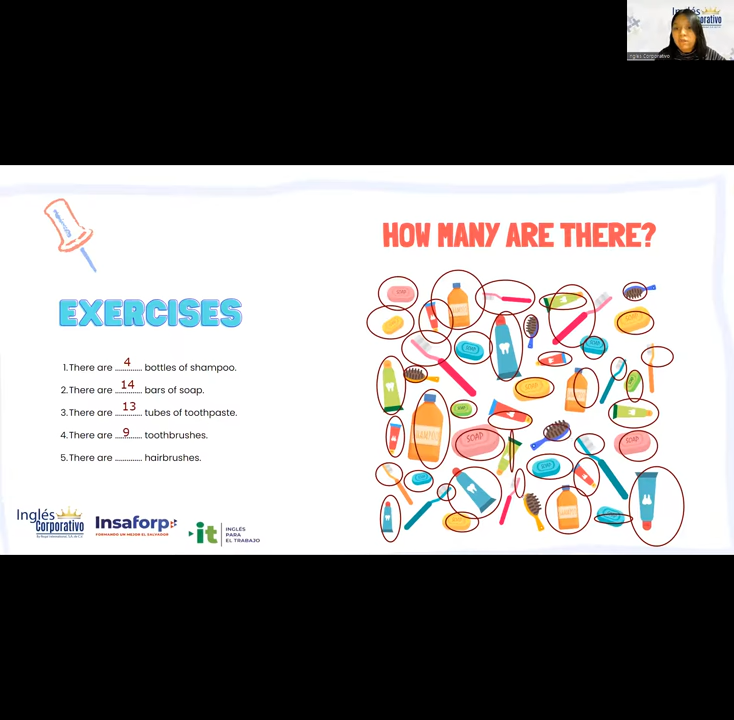 Inglés
Corporativo
Inglés Corporativo
HOW MANY ARE THERE?
EXERCISES
1. There are ...4... bottles of shampoo.
2. There are ...14... bars of soap.
3. There are ...13... tubes of toothpaste.
4. There are ...9... toothbrushes.
5. There are .............. hairbrushes.
SOAP
SHAMPOO
SOAP
Inglés
Corporativo
Insaforp
FORMANDO UN MEJOR EL SALVADOR
it
INGLÉS
PARA
EL TRABAJO